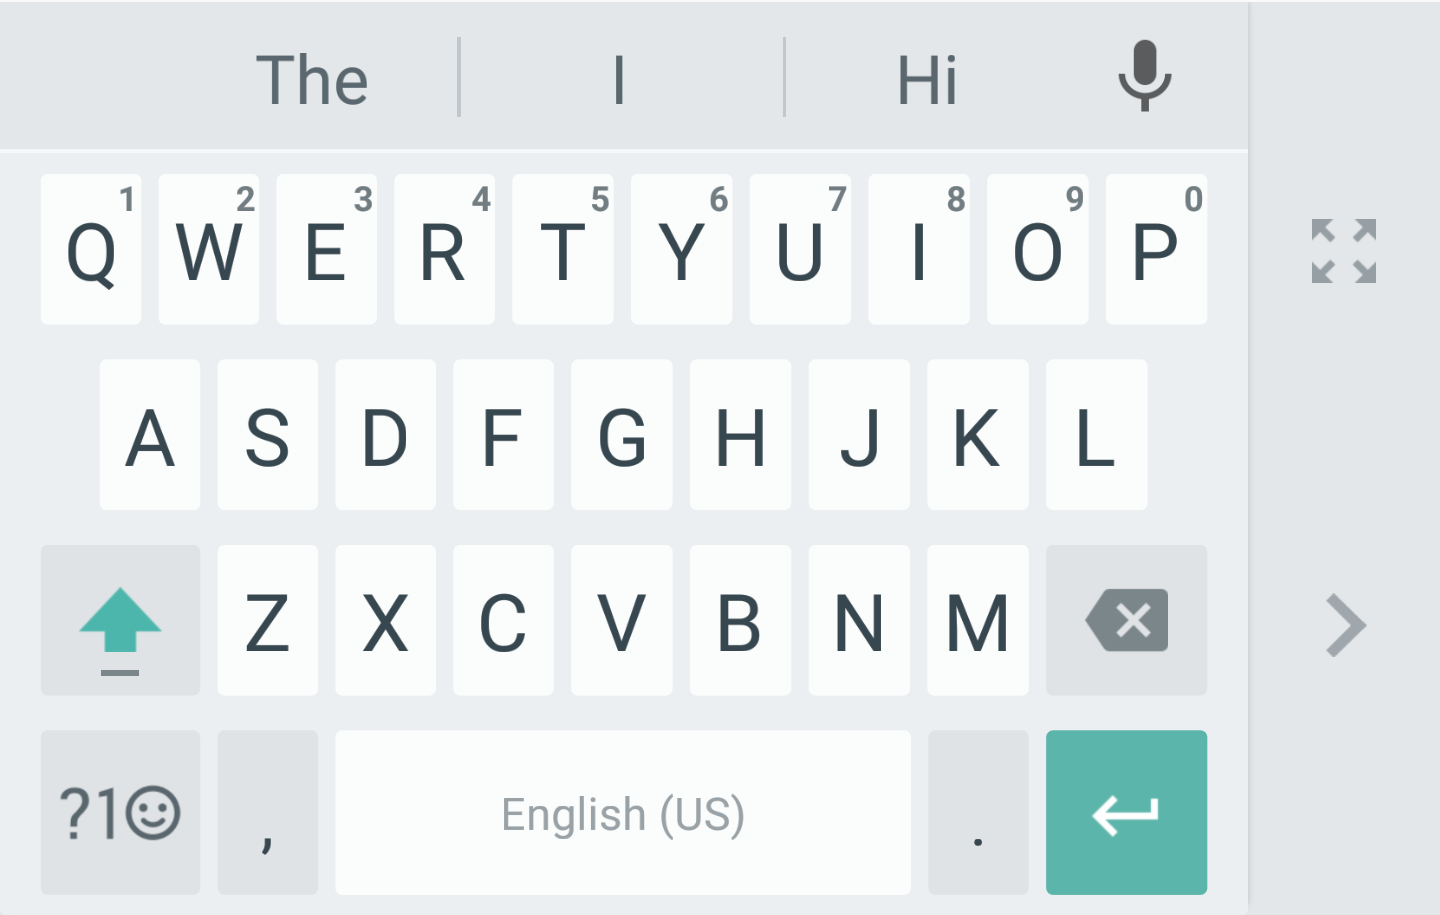 The I Hi
1 2 3 4 5 6 7 8 9 0
Q W E R T Y U I O P
A S D F G H J K L
Z X C V B N M
?1☺ , English (US) .